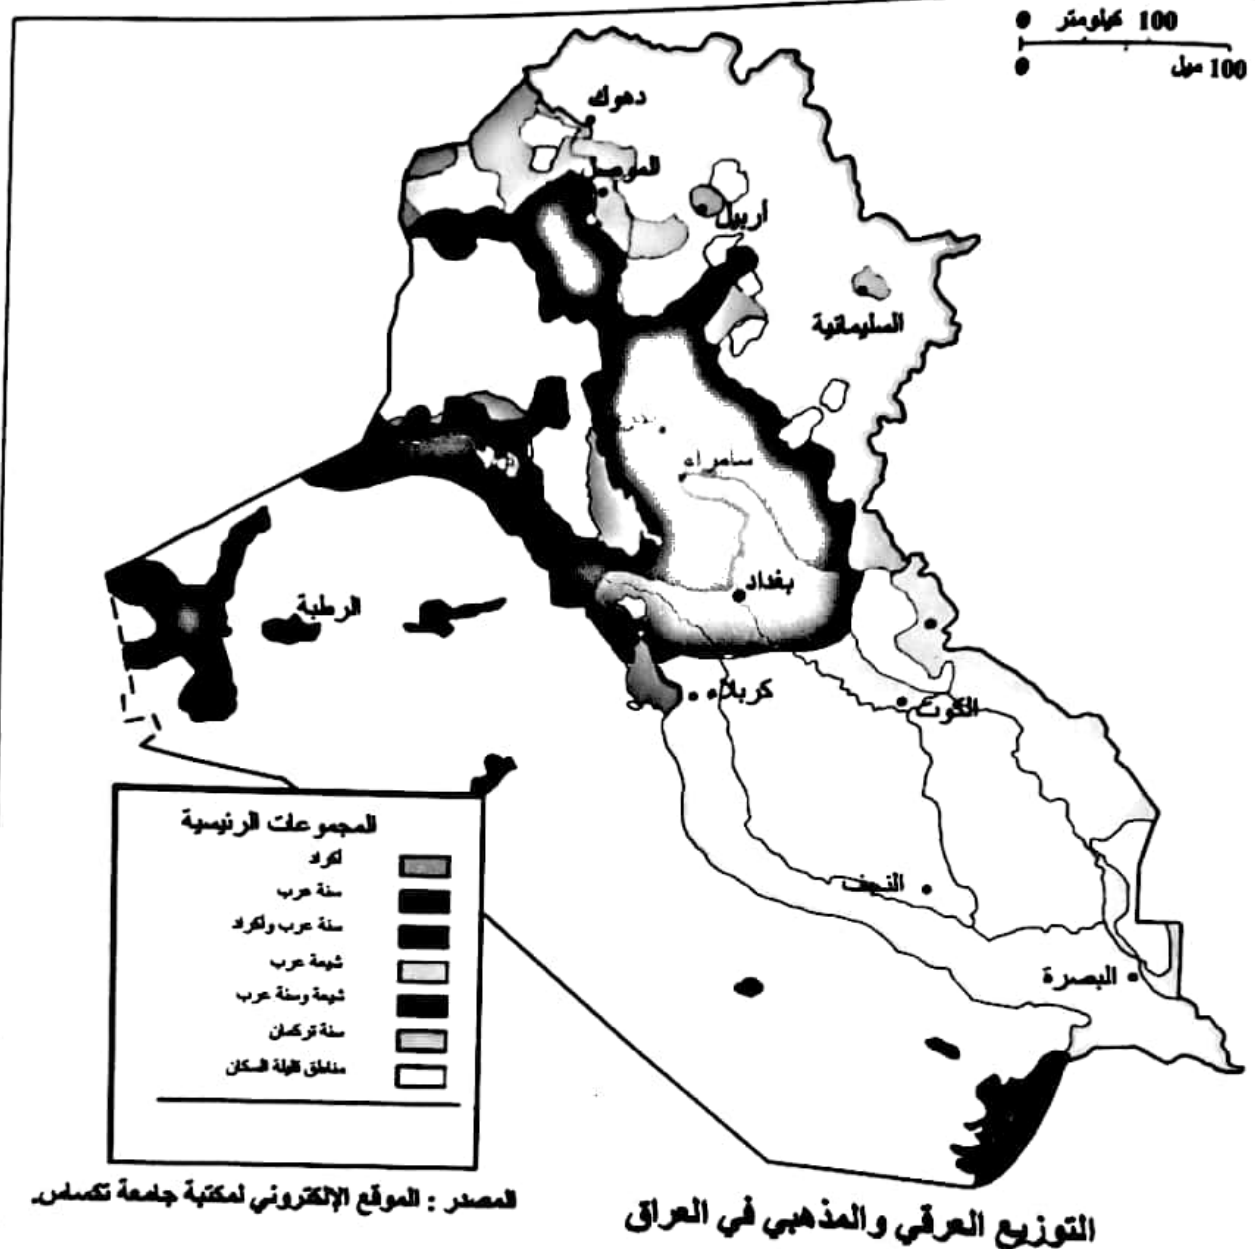 100 كيلومتر
100 ميل
دهوك
الموصل
أربيل
السليمانية
سامراء
بغداد
الرطبة
كربلاء
الكوت
النجف
البصرة
المجموعات الرئيسية
أكراد
سنة عرب
سنة عرب وأكراد
شيعة عرب
شيعة وسنة عرب
سنة تركمان
مناطق قليلة السكان
المصدر : الموقع الإلكتروني لمكتبة جامعة تكساس.
التوزيع العرقي والمذهبي في العراق